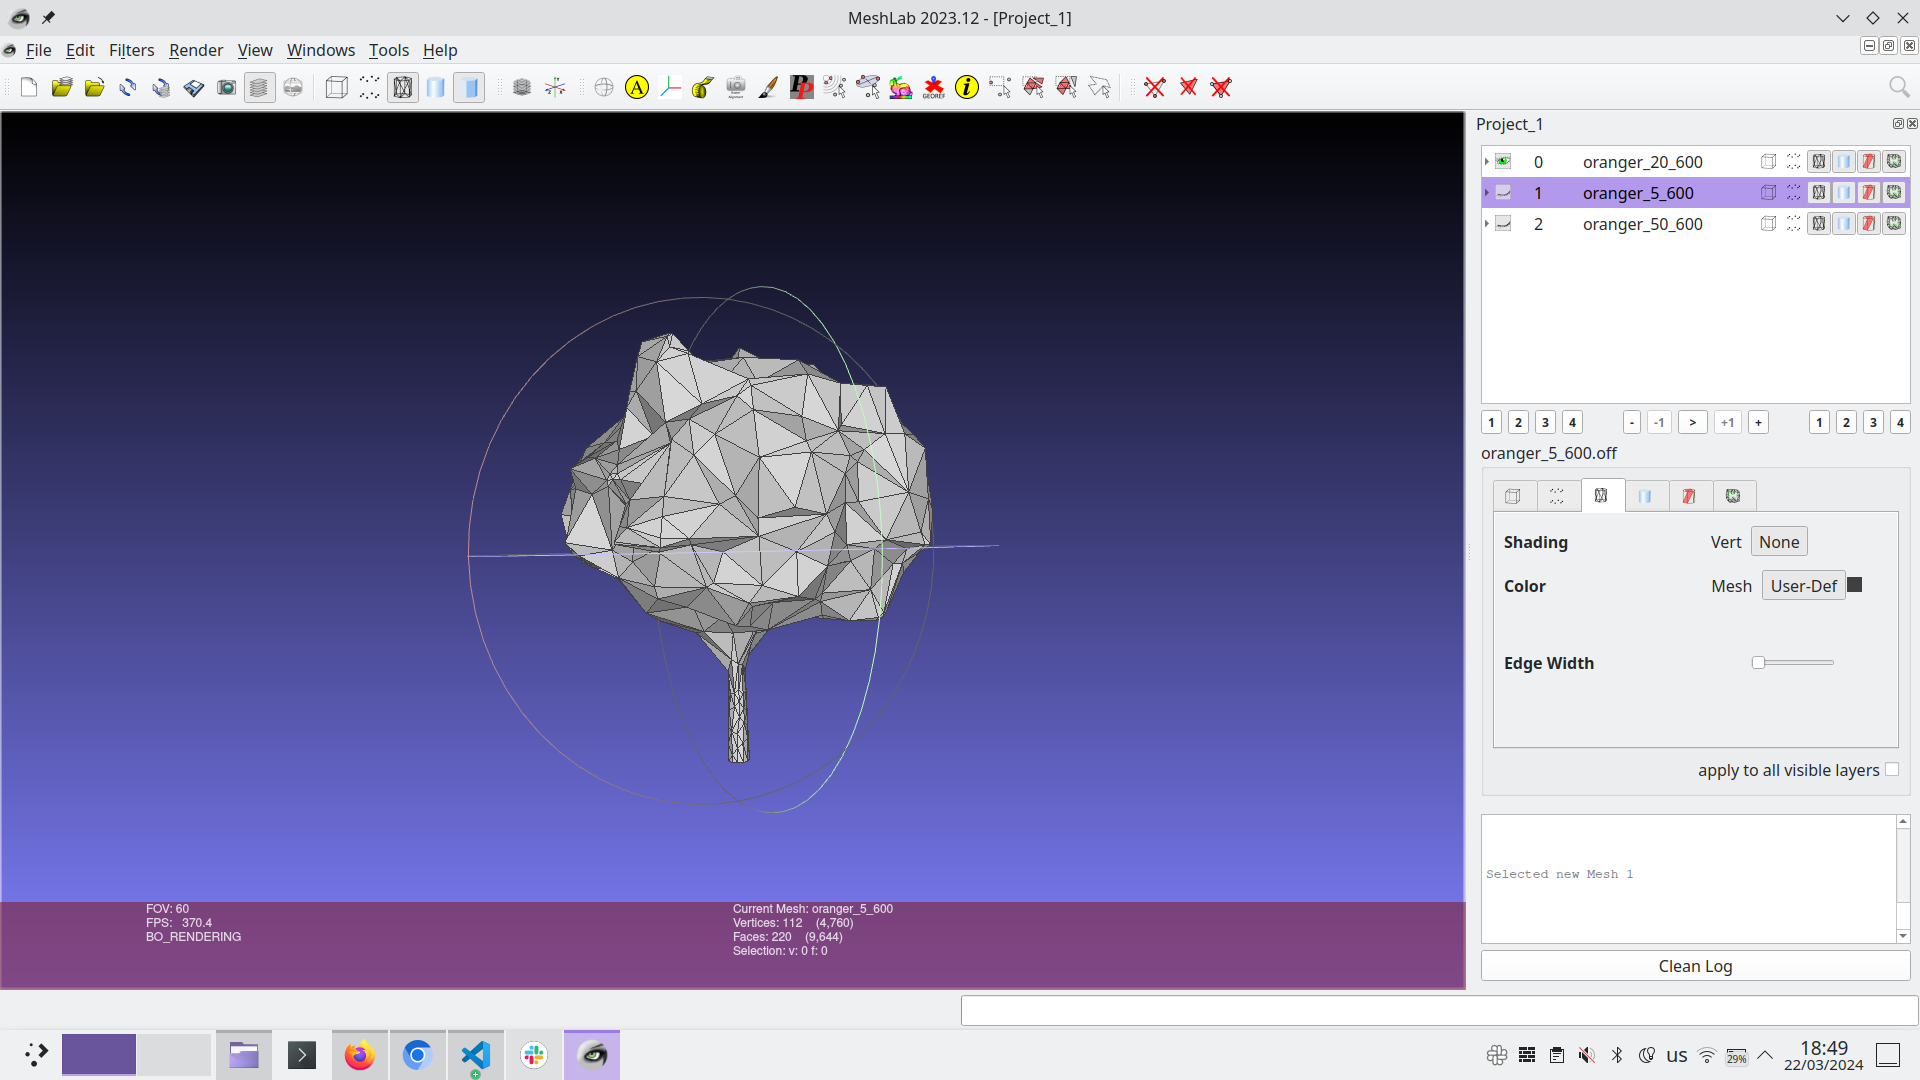 MeshLab 2023.12 - [Project_1]
File Edit Filters Render View Windows Tools Help
A
PP
GEOREF
i
Project_1
0 oranger_20_600
1 oranger_5_600
2 oranger_50_600
1 2 3 4 - -1 > +1 + 1 2 3 4
oranger_5_600.off
Shading Vert None
Color Mesh User-Def
Edge Width
apply to all visible layers
Selected new Mesh 1
Clean Log
FOV: 60
FPS: 370.4
BO_RENDERING
Current Mesh: oranger_5_600
Vertices: 112 (4,760)
Faces: 220 (9,644)
Selection: v: 0 f: 0
us
29%
18:49
22/03/2024